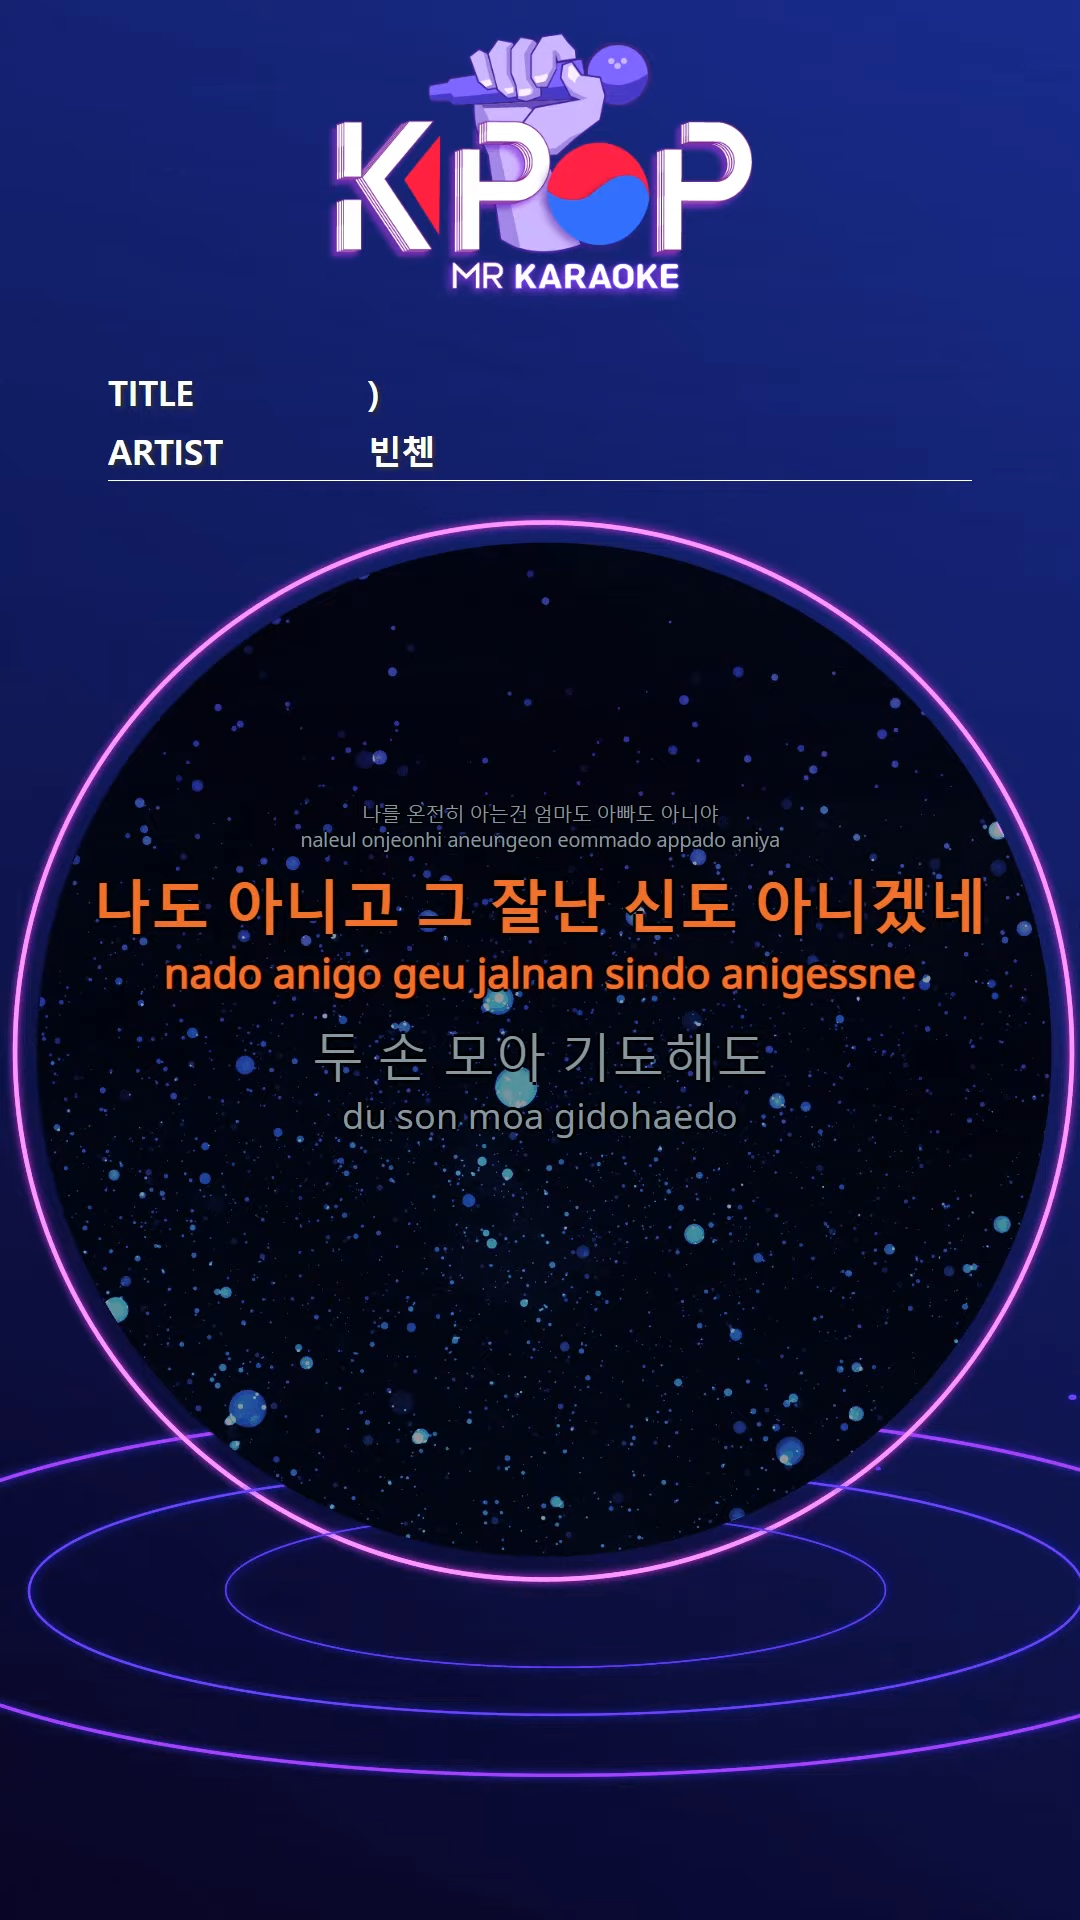 KPOP
MR KARAOKE
TITLE )
ARTIST 빈첸
나를 온전히 아는건 엄마도 아빠도 아니야
naleul onjeonhi aneungeon eommado appado aniya
나도 아니고 그 잘난 신도 아니겠네
nado anigo geu jalnan sindo anigessne
두 손 모아 기도해도
du son moa gidohaedo